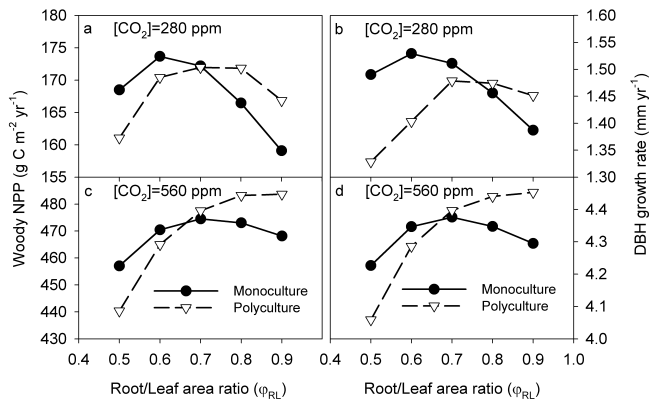 a [CO2]=280 ppm
b [CO2]=280 ppm
180
175
170
165
160
155
1.60
1.55
1.50
1.45
1.40
1.35
1.30
Woody NPP (g C m-2 yr-1)
DBH growth rate (mm yr-1)
c [CO2]=560 ppm
d [CO2]=560 ppm
480
470
460
450
440
430
4.4
4.3
4.2
4.1
4.0
Monoculture
Polyculture
Monoculture
Polyculture
0.4 0.5 0.6 0.7 0.8 0.9
0.4 0.5 0.6 0.7 0.8 0.9 1.0
Root/Leaf area ratio (φRL)
Root/Leaf area ratio (φRL)